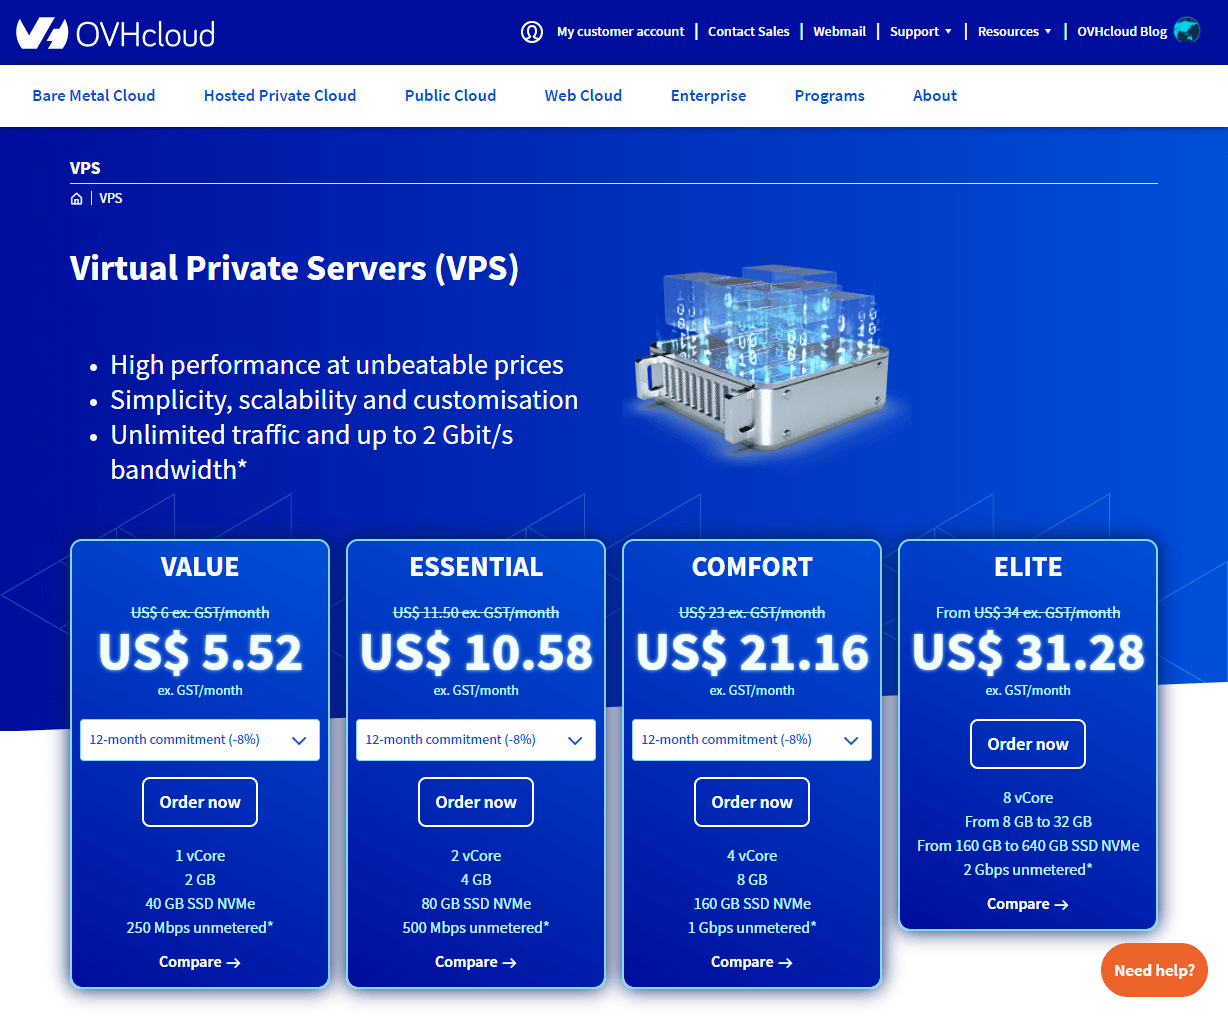 OVHcloud
My customer account | Contact Sales | Webmail | Support | Resources | OVHcloud Blog
Bare Metal Cloud Hosted Private Cloud Public Cloud Web Cloud Enterprise Programs About
VPS
| VPS
Virtual Private Servers (VPS)
• High performance at unbeatable prices
• Simplicity, scalability and customisation
• Unlimited traffic and up to 2 Gbit/s
bandwidth*
VALUE
US$ 6 ex. GST/month
US$ 5.52
ex. GST/month
12-month commitment (-8%)
Order now
1 vCore
2 GB
40 GB SSD NVMe
250 Mbps unmetered*
Compare →
ESSENTIAL
US$ 11.50 ex. GST/month
US$ 10.58
ex. GST/month
12-month commitment (-8%)
Order now
2 vCore
4 GB
80 GB SSD NVMe
500 Mbps unmetered*
Compare →
COMFORT
US$ 23 ex. GST/month
US$ 21.16
ex. GST/month
12-month commitment (-8%)
Order now
4 vCore
8 GB
160 GB SSD NVMe
1 Gbps unmetered*
Compare →
ELITE
From US$ 34 ex. GST/month
US$ 31.28
ex. GST/month
Order now
8 vCore
From 8 GB to 32 GB
From 160 GB to 640 GB SSD NVMe
2 Gbps unmetered*
Compare →
Need help?